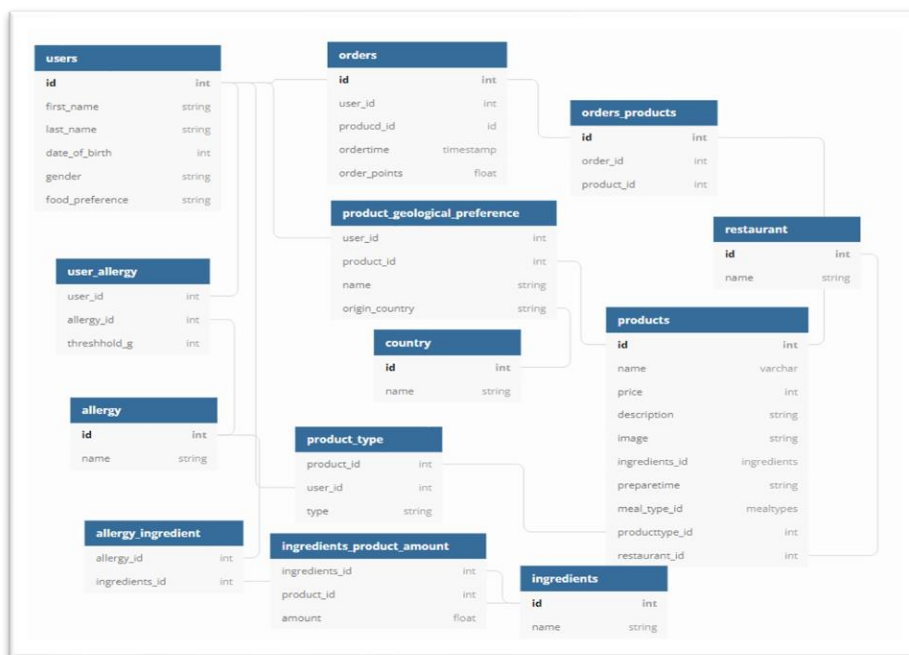 users
id int
first_name string
last_name string
date_of_birth int
gender string
food_preference string
orders
id int
user_id int
producd_id id
ordertime timestamp
order_points float
orders_products
id int
order_id int
product_id int
product_geological_preference
user_id int
product_id int
name string
origin_country string
restaurant
id int
name string
user_allergy
user_id int
allergy_id int
threshhold_g int
country
id int
name string
products
id int
name varchar
price int
description string
image string
ingredients_id ingredients
preparetime string
meal_type_id mealtypes
producttype_id int
restaurant_id int
allergy
id int
name string
product_type
product_id int
user_id int
type string
allergy_ingredient
allergy_id int
ingredients_id int
ingredients_product_amount
ingredients_id int
product_id int
amount float
ingredients
id int
name string